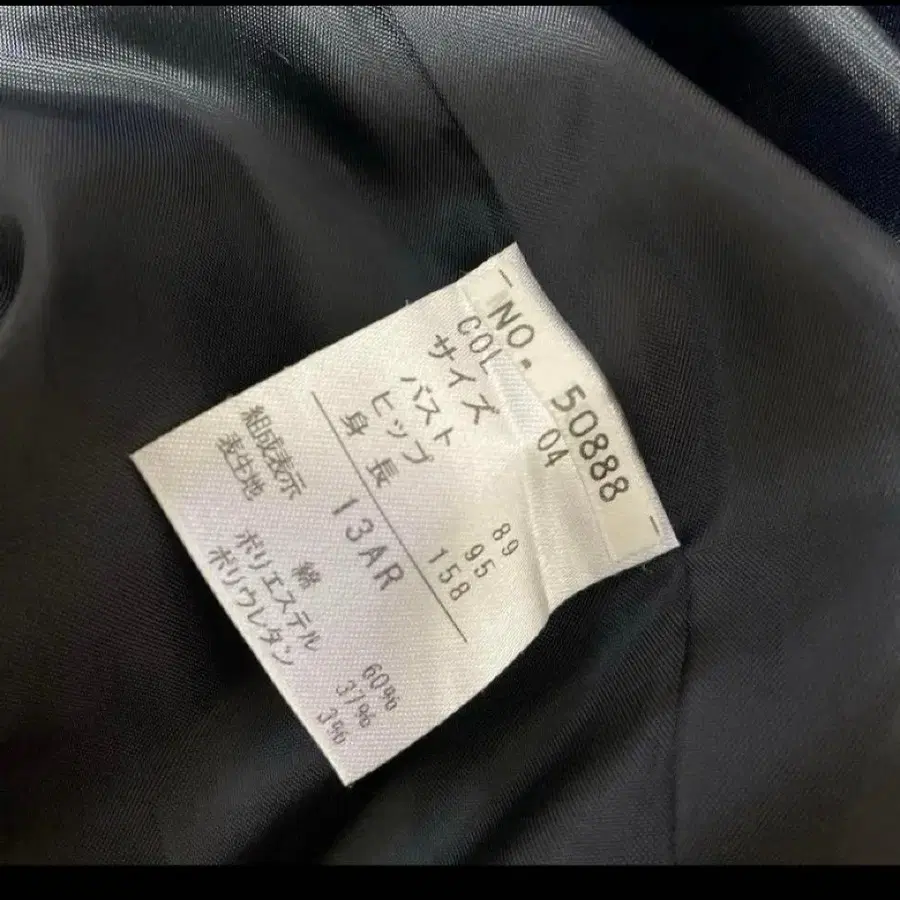 NO. 50888
COL 04
サイズ
バスト 89
ヒップ 95
身長 158
13AR
組成表示
表生地
綿 60%
ポリエステル 37%
ポリウレタン 3%